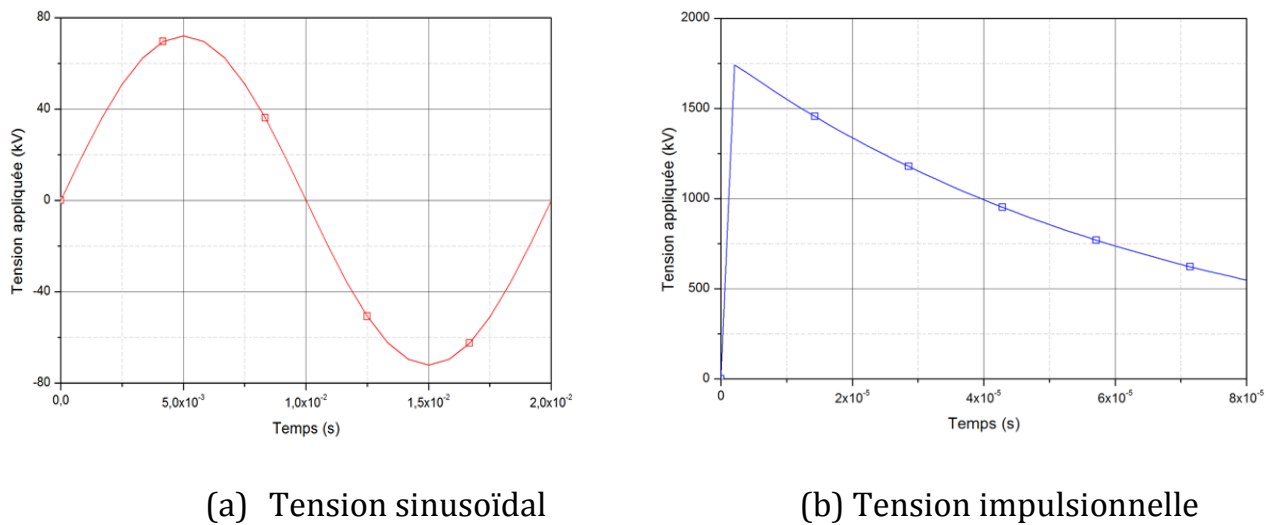 80
40
0
-40
-80
Tension appliquée (kV)
0,0
5,0x10⁻³
1,0x10⁻²
1,5x10⁻²
2,0x10⁻²
Temps (s)
2000
1500
1000
500
0
Tension appliquée (kV)
0
2x10⁻⁵
4x10⁻⁵
6x10⁻⁵
8x10⁻⁵
Temps (s)
(a) Tension sinusoïdal
(b) Tension impulsionnelle